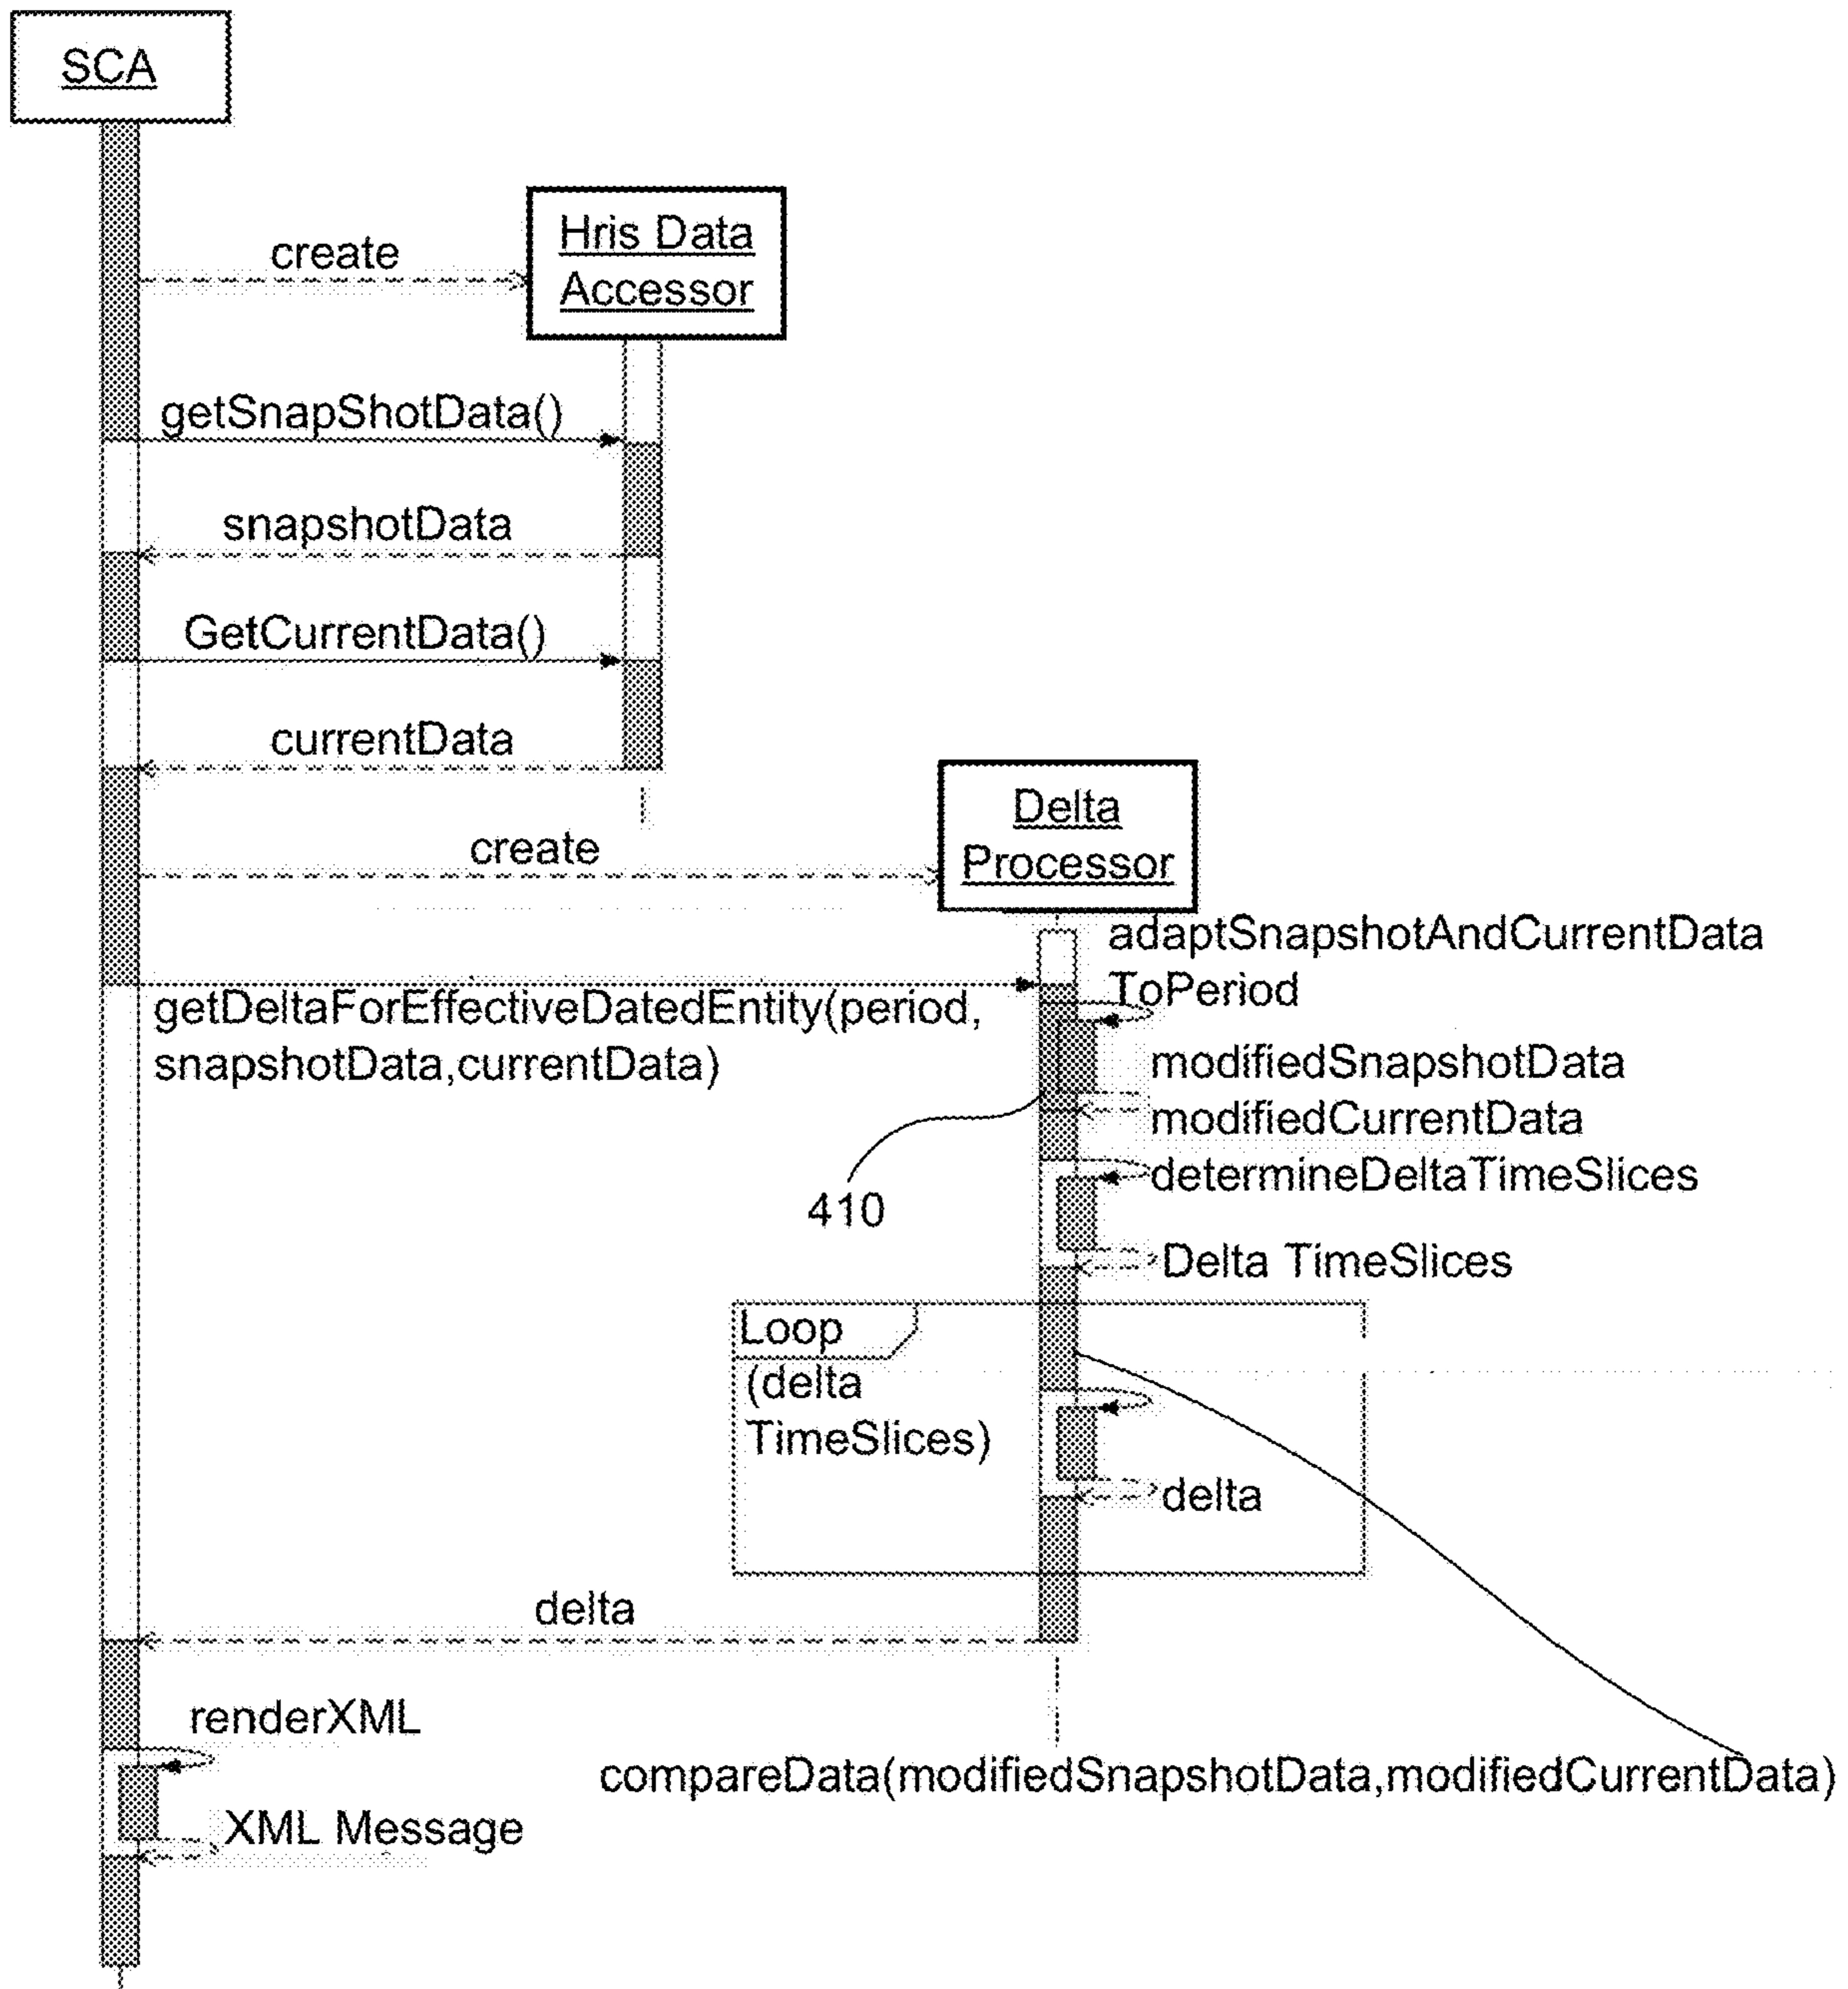 SCA
Hris Data
Accessor
create
getSnapShotData()
snapshotData
GetCurrentData()
currentData
Delta
Processor
create
adaptSnapshotAndCurrentData
ToPeriod
getDeltaForEffectiveDatedEntity(period,
snapshotData,currentData)
modifiedSnapshotData
modifiedCurrentData
determineDeltaTimeSlices
410
Delta TimeSlices
Loop
(delta
TimeSlices)
delta
delta
renderXML
compareData(modifiedSnapshotData,modifiedCurrentData)
XML Message